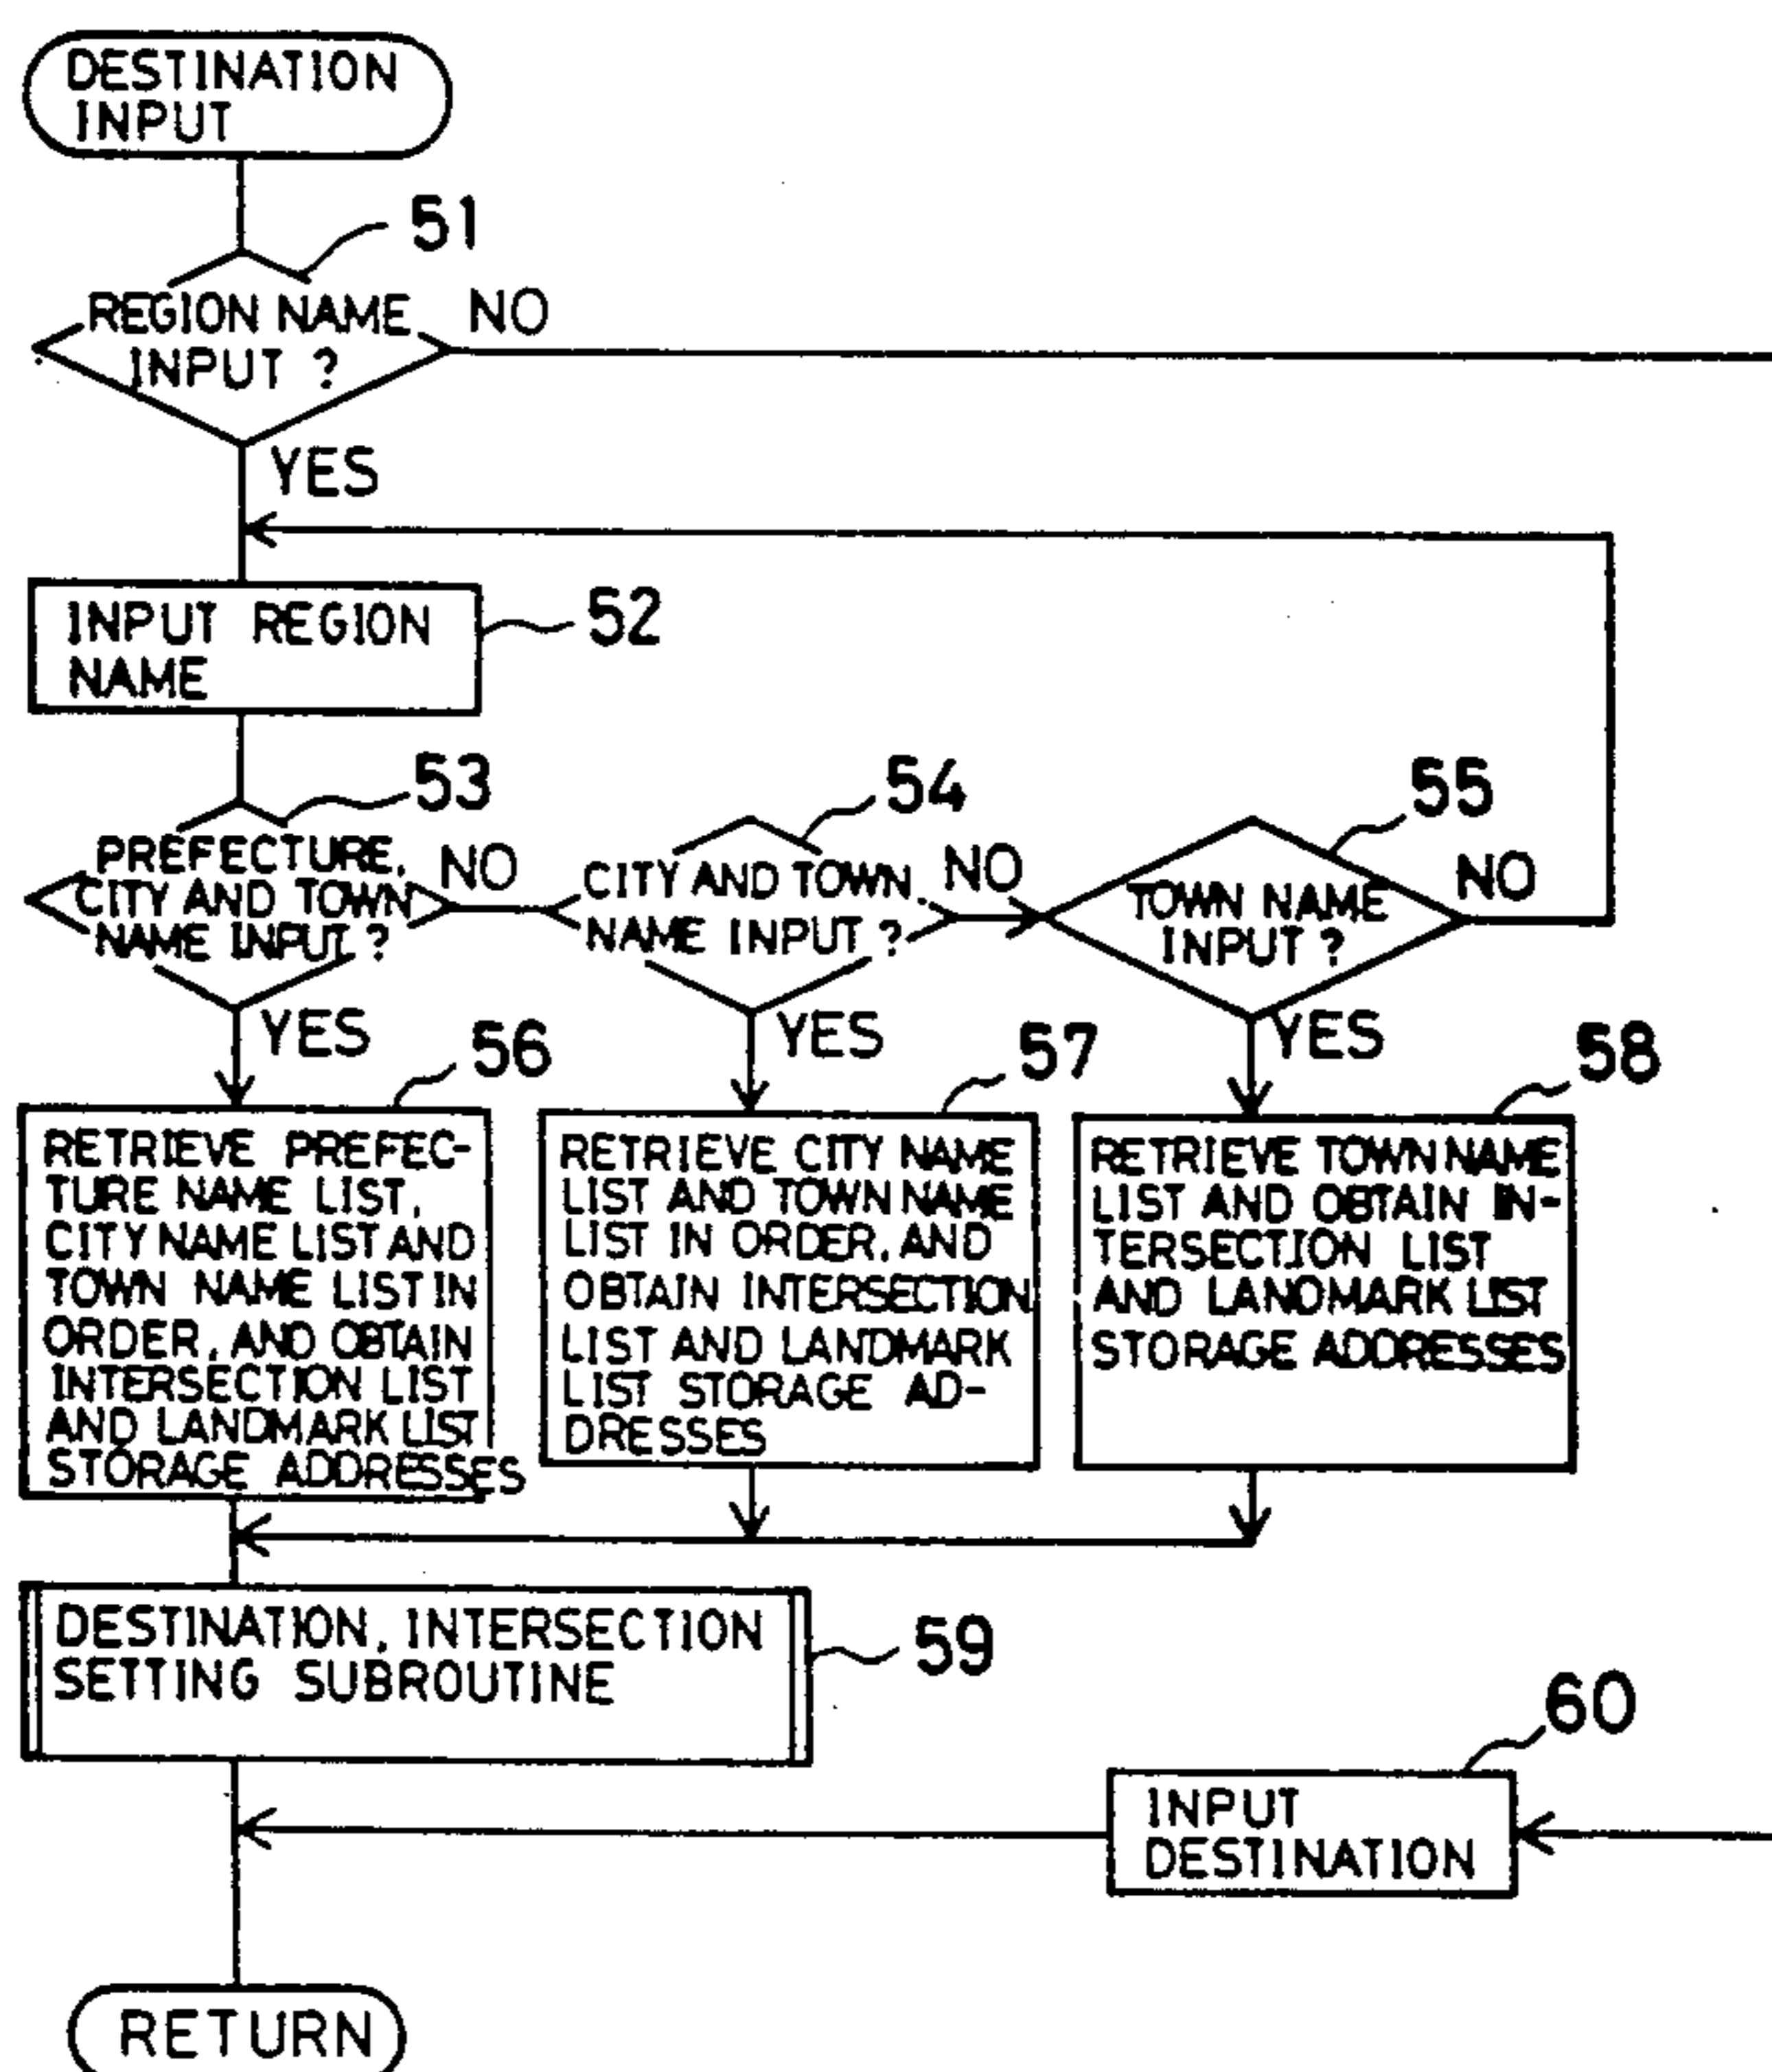 DESTINATION
INPUT
51
REGION NAME
INPUT ?
NO
YES
INPUT REGION
NAME
52
53
PREFECTURE,
CITY AND TOWN
NAME INPUT ?
NO
YES
54
CITY AND TOWN
NAME INPUT ?
NO
YES
55
TOWN NAME
INPUT ?
NO
YES
56
RETRIEVE PREFEC-
TURE NAME LIST,
CITY NAME LIST AND
TOWN NAME LIST IN
ORDER, AND OBTAIN
INTERSECTION LIST
AND LANDMARK LIST
STORAGE ADDRESSES
57
RETRIEVE CITY NAME
LIST AND TOWN NAME
LIST IN ORDER, AND
OBTAIN INTERSECTION
LIST AND LANDMARK
LIST STORAGE AD-
DRESSES
58
RETRIEVE TOWN NAME
LIST AND OBTAIN IN-
TERSECTION LIST
AND LANDMARK LIST
STORAGE ADDRESSES
DESTINATION, INTERSECTION
SETTING SUBROUTINE
59
60
INPUT
DESTINATION
RETURN